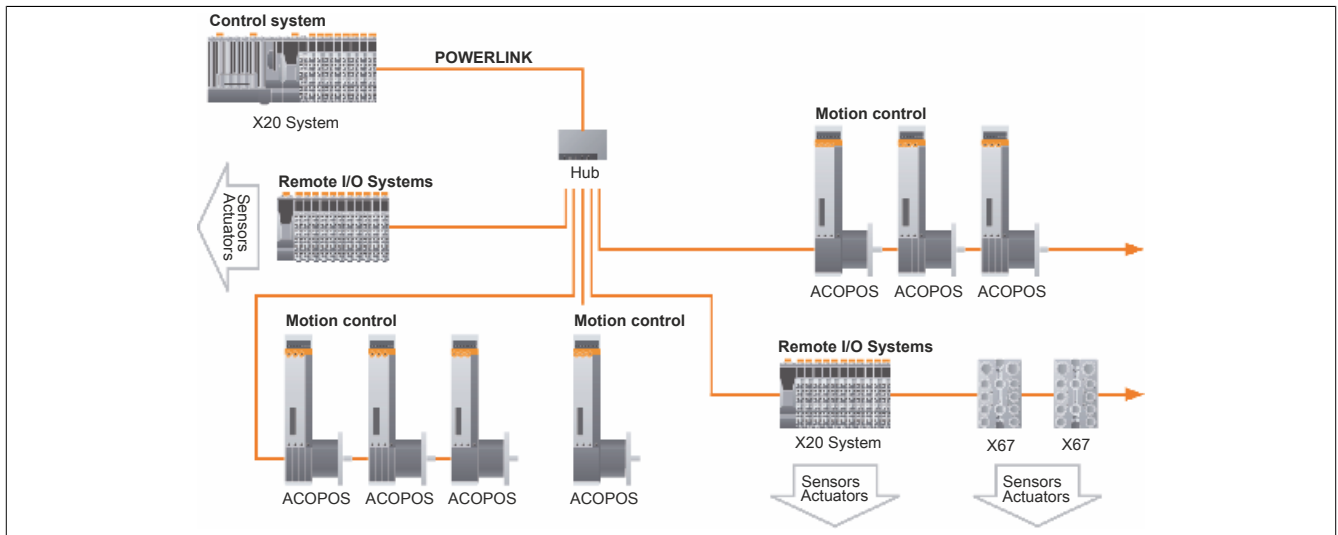 Control system
POWERLINK
X20 System
Hub
Motion control
Remote I/O Systems
Sensors
Actuators
ACOPOS
ACOPOS
ACOPOS
Motion control
Motion control
Remote I/O Systems
ACOPOS
ACOPOS
ACOPOS
ACOPOS
X20 System
X67
X67
Sensors
Actuators
Sensors
Actuators